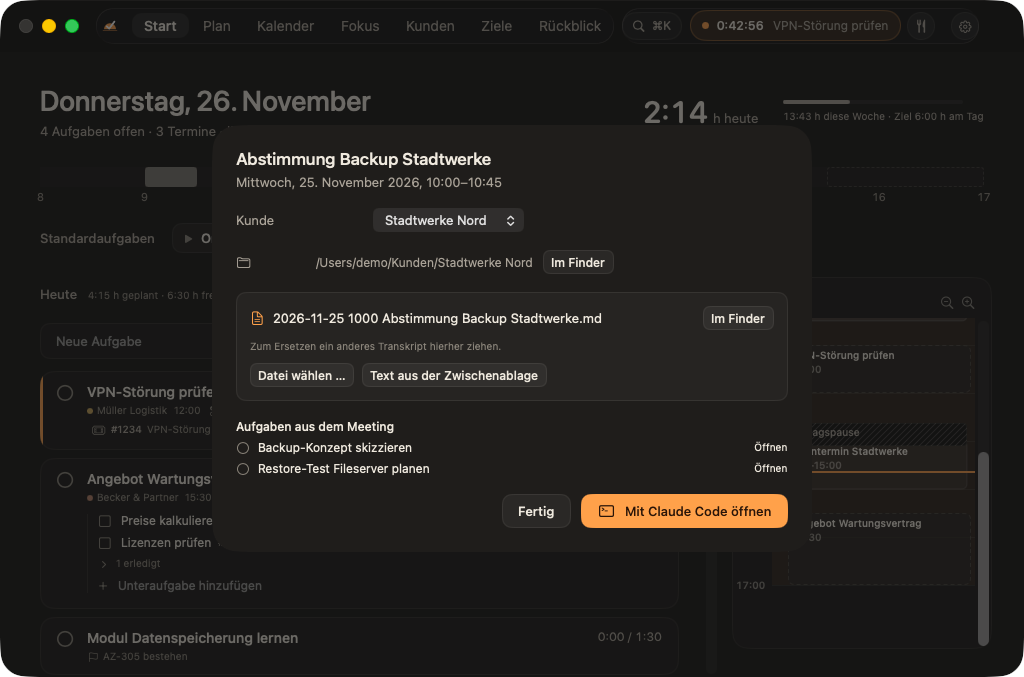 Start Plan Kalender Fokus Kunden Ziele Rückblick ⌘K 0:42:56 VPN-Störung prüfen
Donnerstag, 26. November
4 Aufgaben offen · 3 Termine
2:14 h heute
13:43 h diese Woche · Ziel 6:00 h am Tag
8 9 16 17
Standardaufgaben
Heute 4:15 h geplant · 6:30 h
Neue Aufgabe
VPN-Störung prüfe
Müller Logistik 12:00
#1234 VPN-Störung
Angebot Wartungs
Becker & Partner 15:30
Preise kalkuliere
Lizenzen prüfen
1 erledigt
Unteraufgabe hinzufügen
Modul Datenspeicherung lernen 0:00 / 1:30
AZ-305 bestehen
Abstimmung Backup Stadtwerke
Mittwoch, 25. November 2026, 10:00–10:45
Kunde Stadtwerke Nord
/Users/demo/Kunden/Stadtwerke Nord Im Finder
2026-11-25 1000 Abstimmung Backup Stadtwerke.md Im Finder
Zum Ersetzen ein anderes Transkript hierher ziehen.
Datei wählen ... Text aus der Zwischenablage
Aufgaben aus dem Meeting
Backup-Konzept skizzieren Öffnen
Restore-Test Fileserver planen Öffnen
Fertig Mit Claude Code öffnen
N-Störung prüfen
00
agspause
ntermin Stadtwerke
–15:00
gebot Wartungsvertrag
30
17:00